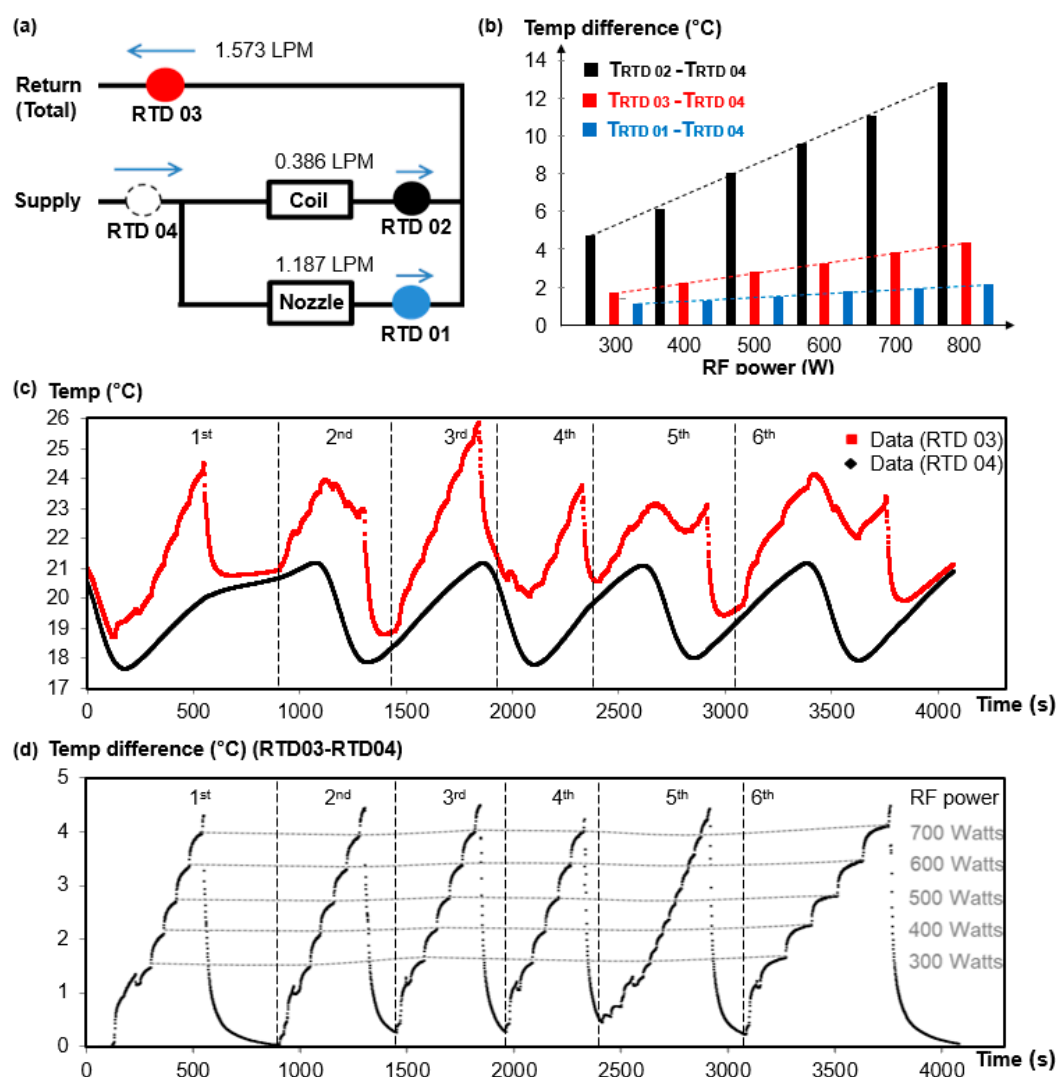 (a)
1.573 LPM
Return
(Total)
RTD 03
0.386 LPM
Supply
Coil
RTD 04
RTD 02
1.187 LPM
Nozzle
RTD 01
(b) Temp difference (°C)
TRTD 02 -TRTD 04
TRTD 03 -TRTD 04
TRTD 01 -TRTD 04
14
12
10
8
6
4
2
0
300 400 500 600 700 800
RF power (W)
(c) Temp (°C)
26
25
24
23
22
21
20
19
18
17
1st 2nd 3rd 4th 5th 6th
Data (RTD 03)
Data (RTD 04)
0 500 1000 1500 2000 2500 3000 3500 4000 Time (s)
(d) Temp difference (°C) (RTD03-RTD04)
5
4
3
2
1
0
1st 2nd 3rd 4th 5th 6th
RF power
700 Watts
600 Watts
500 Watts
400 Watts
300 Watts
0 500 1000 1500 2000 2500 3000 3500 4000 Time (s)